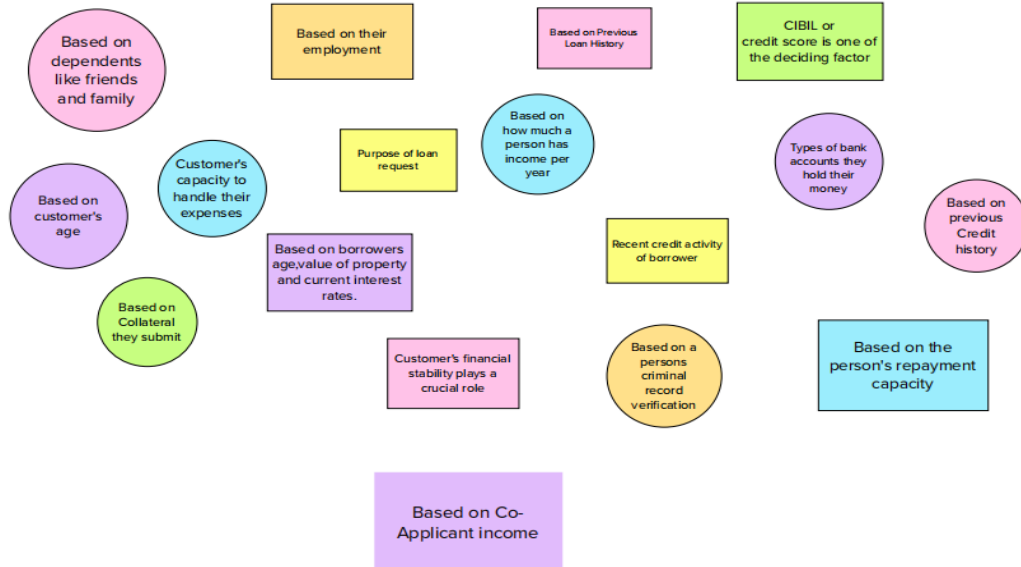 Based on
dependents
like friends
and family
Based on their
employment
Based on Previous
Loan History
CIBIL or
credit score is one of
the deciding factor
Based on
customer's
age
Customer's
capacity to
handle their
expenses
Purpose of loan
request
Based on
how much a
person has
income per
year
Types of bank
accounts they
hold their
money
Based on
previous
Credit
history
Based on borrowers
age,value of property
and current interest
rates.
Recent credit activity
of borrower
Based on
Collateral
they submit
Customer's financial
stability plays a
crucial role
Based on a
persons
criminal
record
verification
Based on the
person's repayment
capacity
Based on Co-
Applicant income